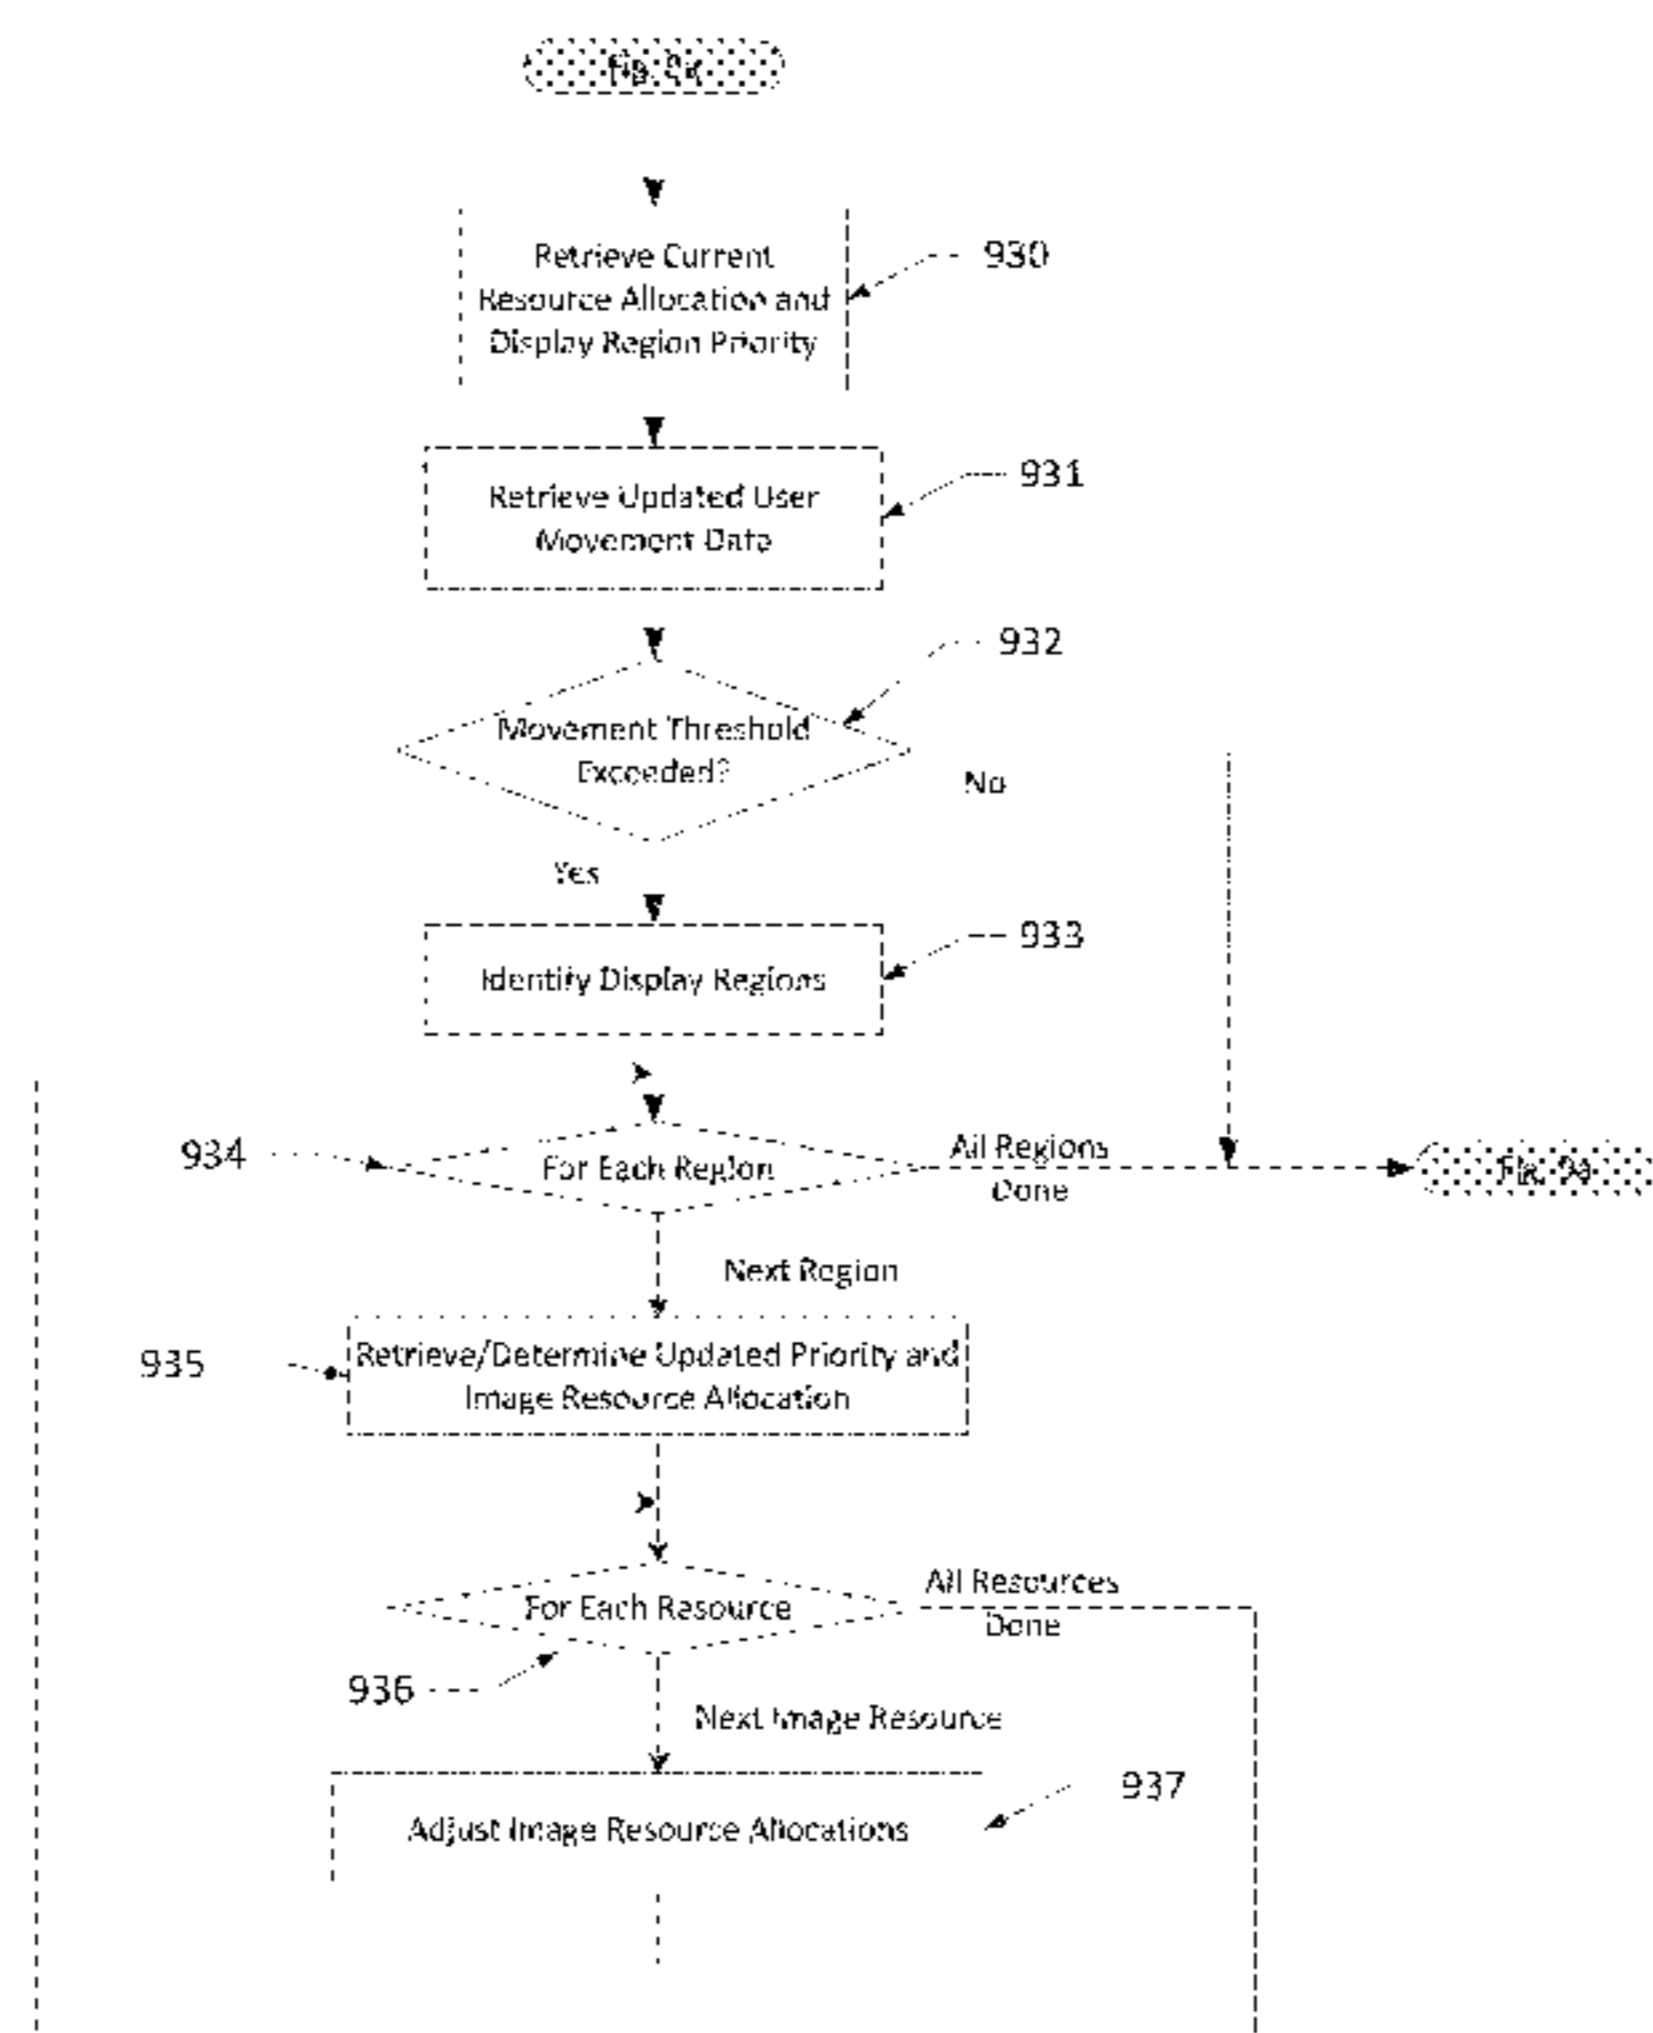 Retrieve Current
Resource Allocation and
Display Region Priority
930
Retrieve Updated User
Movement Data
931
932
Movement Threshold
Exceeded?
No
Yes
933
Identify Display Regions
934
For Each Region
All Regions
Done
Next Region
935
Retrieve/Determine Updated Priority and
Image Resource Allocation
For Each Resource
All Resources
Done
936
Next Image Resource
937
Adjust Image Resource Allocations